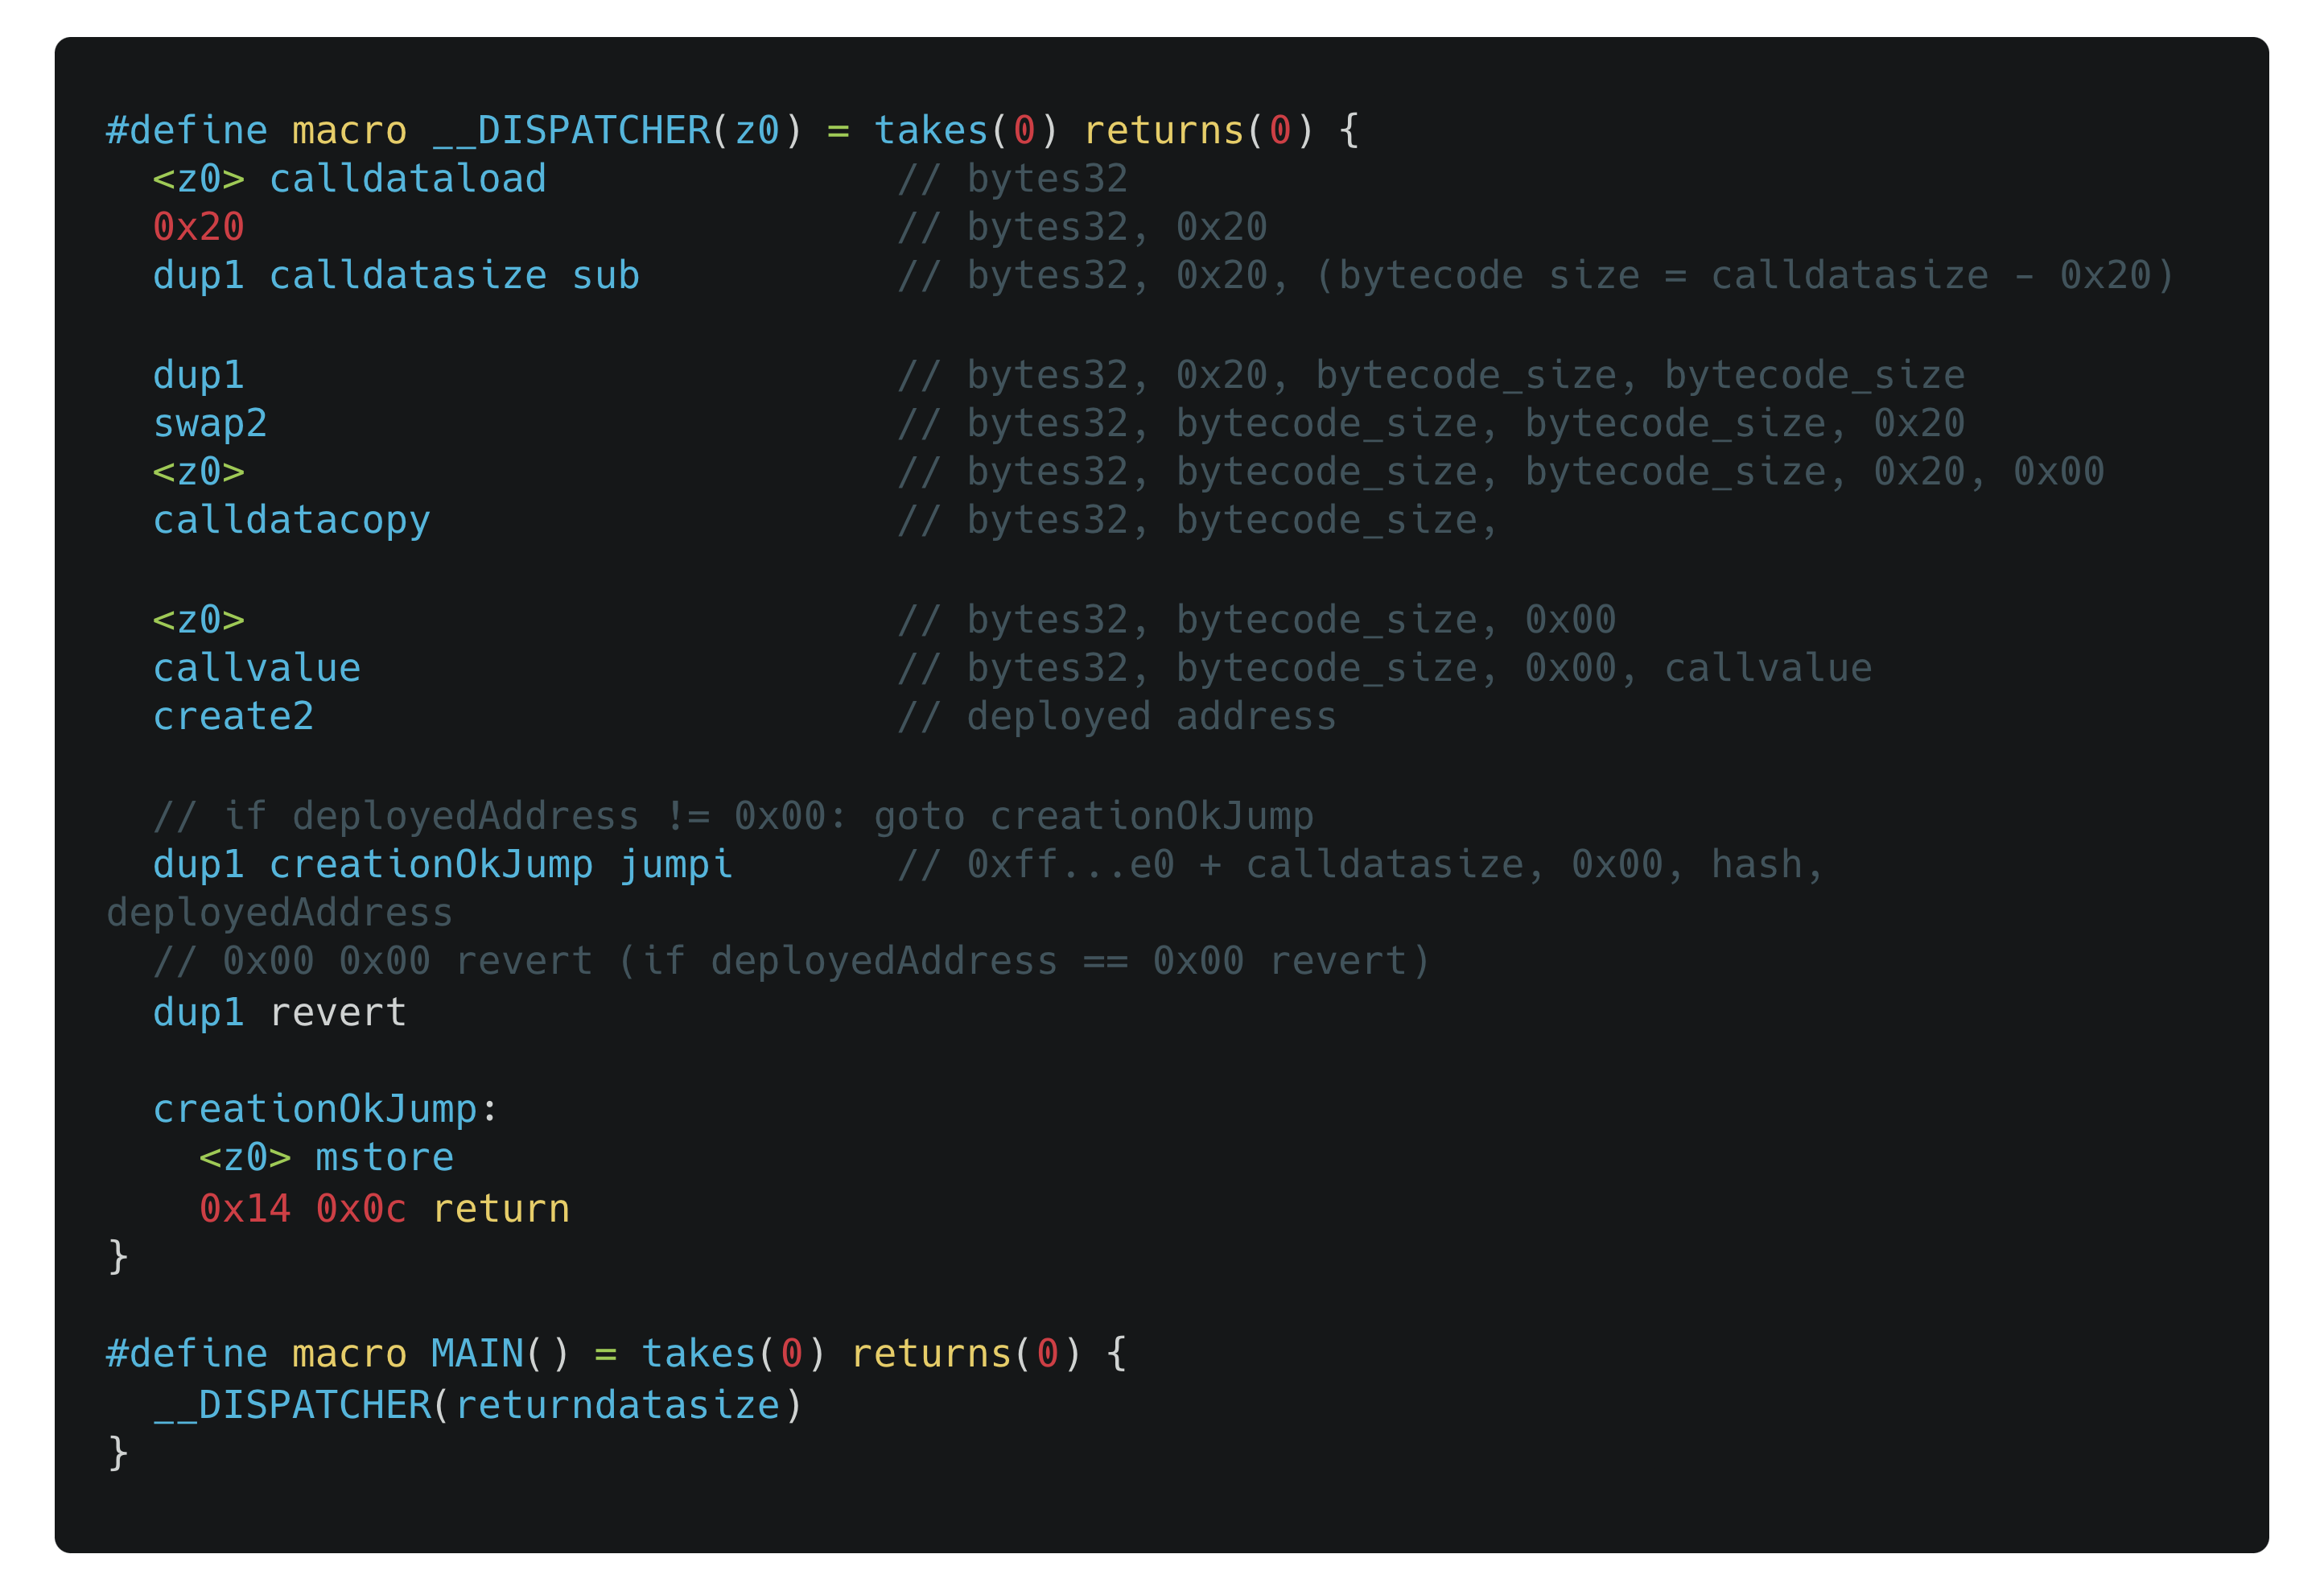 #define macro __DISPATCHER(z0) = takes(0) returns(0) {
  <z0> calldataload               // bytes32
  0x20                            // bytes32, 0x20
  dup1 calldatasize sub           // bytes32, 0x20, (bytecode size = calldatasize - 0x20)

  dup1                            // bytes32, 0x20, bytecode_size, bytecode_size
  swap2                           // bytes32, bytecode_size, bytecode_size, 0x20
  <z0>                            // bytes32, bytecode_size, bytecode_size, 0x20, 0x00
  calldatacopy                    // bytes32, bytecode_size,

  <z0>                            // bytes32, bytecode_size, 0x00
  callvalue                       // bytes32, bytecode_size, 0x00, callvalue
  create2                         // deployed address

  // if deployedAddress != 0x00: goto creationOkJump
  dup1 creationOkJump jumpi       // 0xff...e0 + calldatasize, 0x00, hash,
deployedAddress
  // 0x00 0x00 revert (if deployedAddress == 0x00 revert)
  dup1 revert

  creationOkJump:
    <z0> mstore
    0x14 0x0c return
}

#define macro MAIN() = takes(0) returns(0) {
  __DISPATCHER(returndatasize)
}